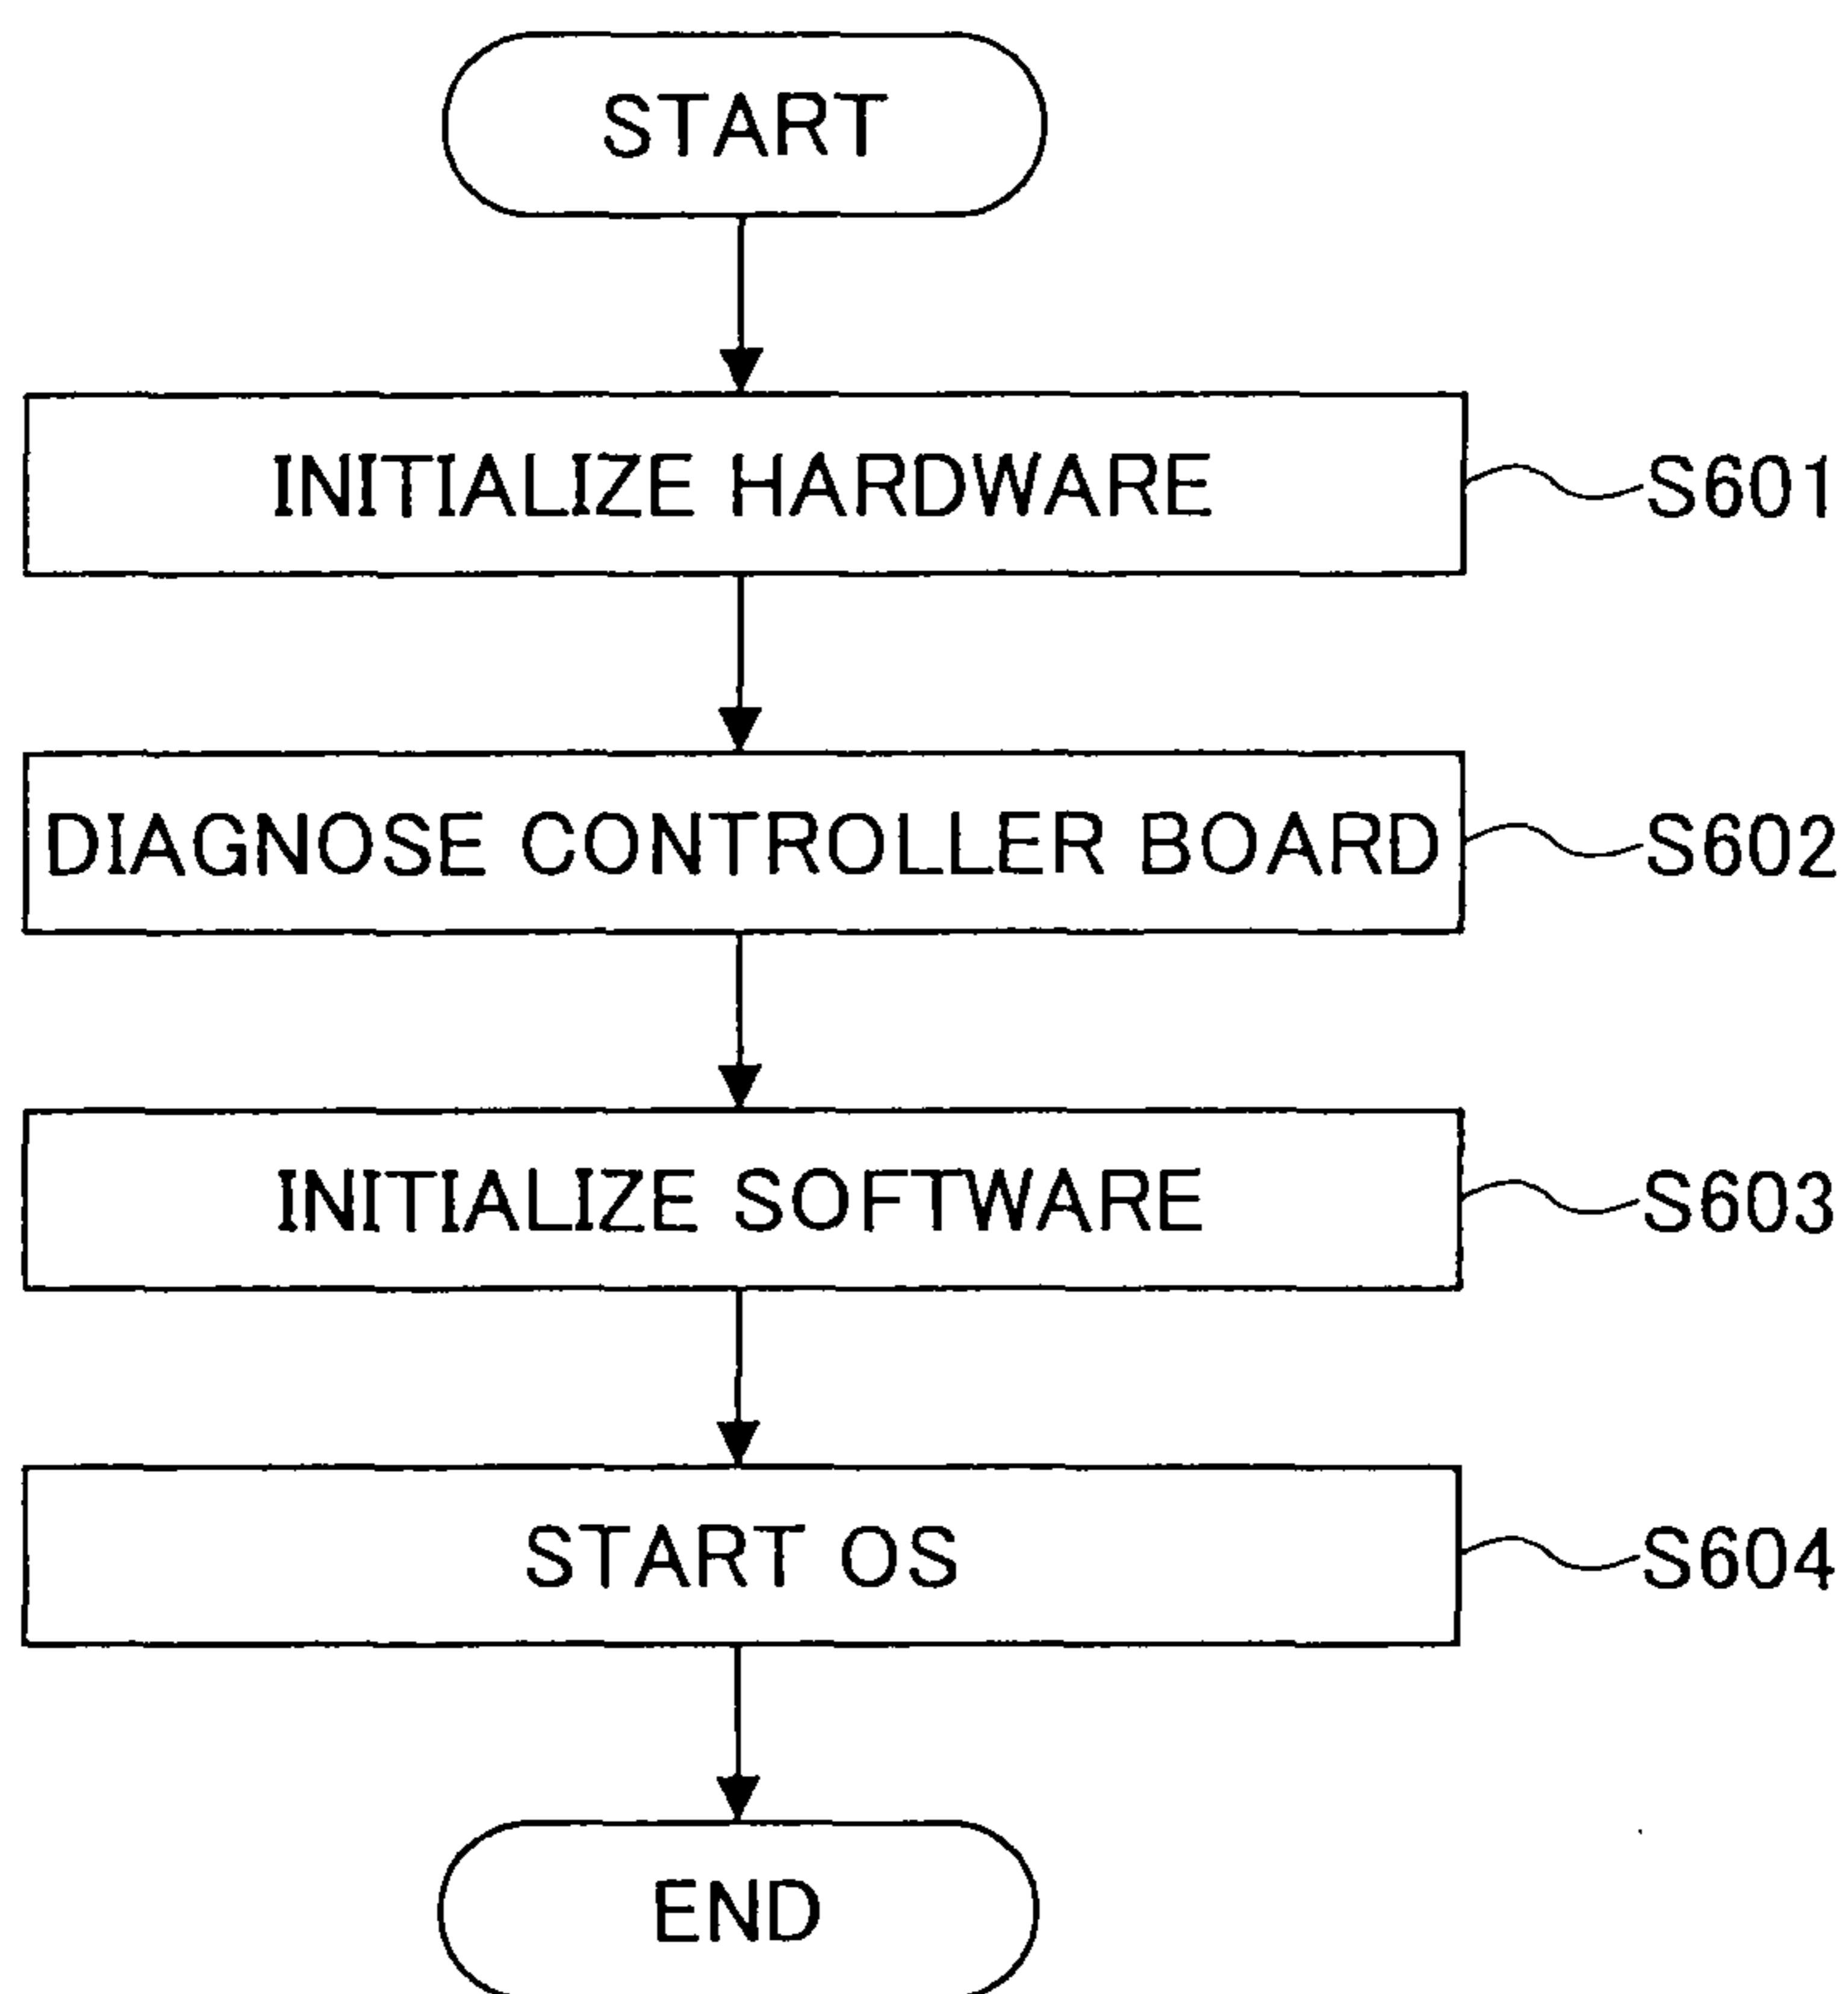 START
INITIALIZE HARDWARE S601
DIAGNOSE CONTROLLER BOARD S602
INITIALIZE SOFTWARE S603
START OS S604
END